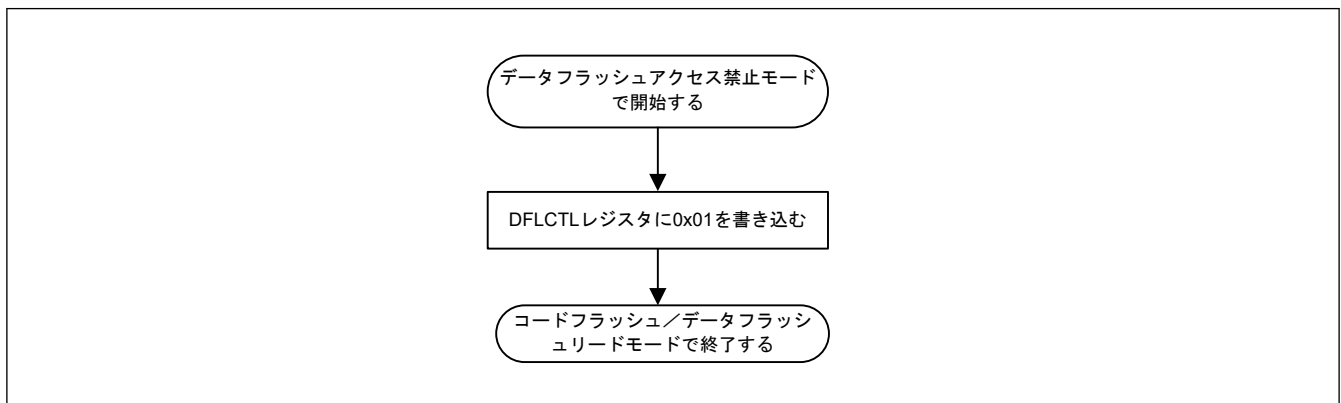 データフラッシュアクセス禁止モード
で開始する
DFLCTLレジスタに0x01を書き込む
コードフラッシュ／データフラッシ
ュリードモードで終了する